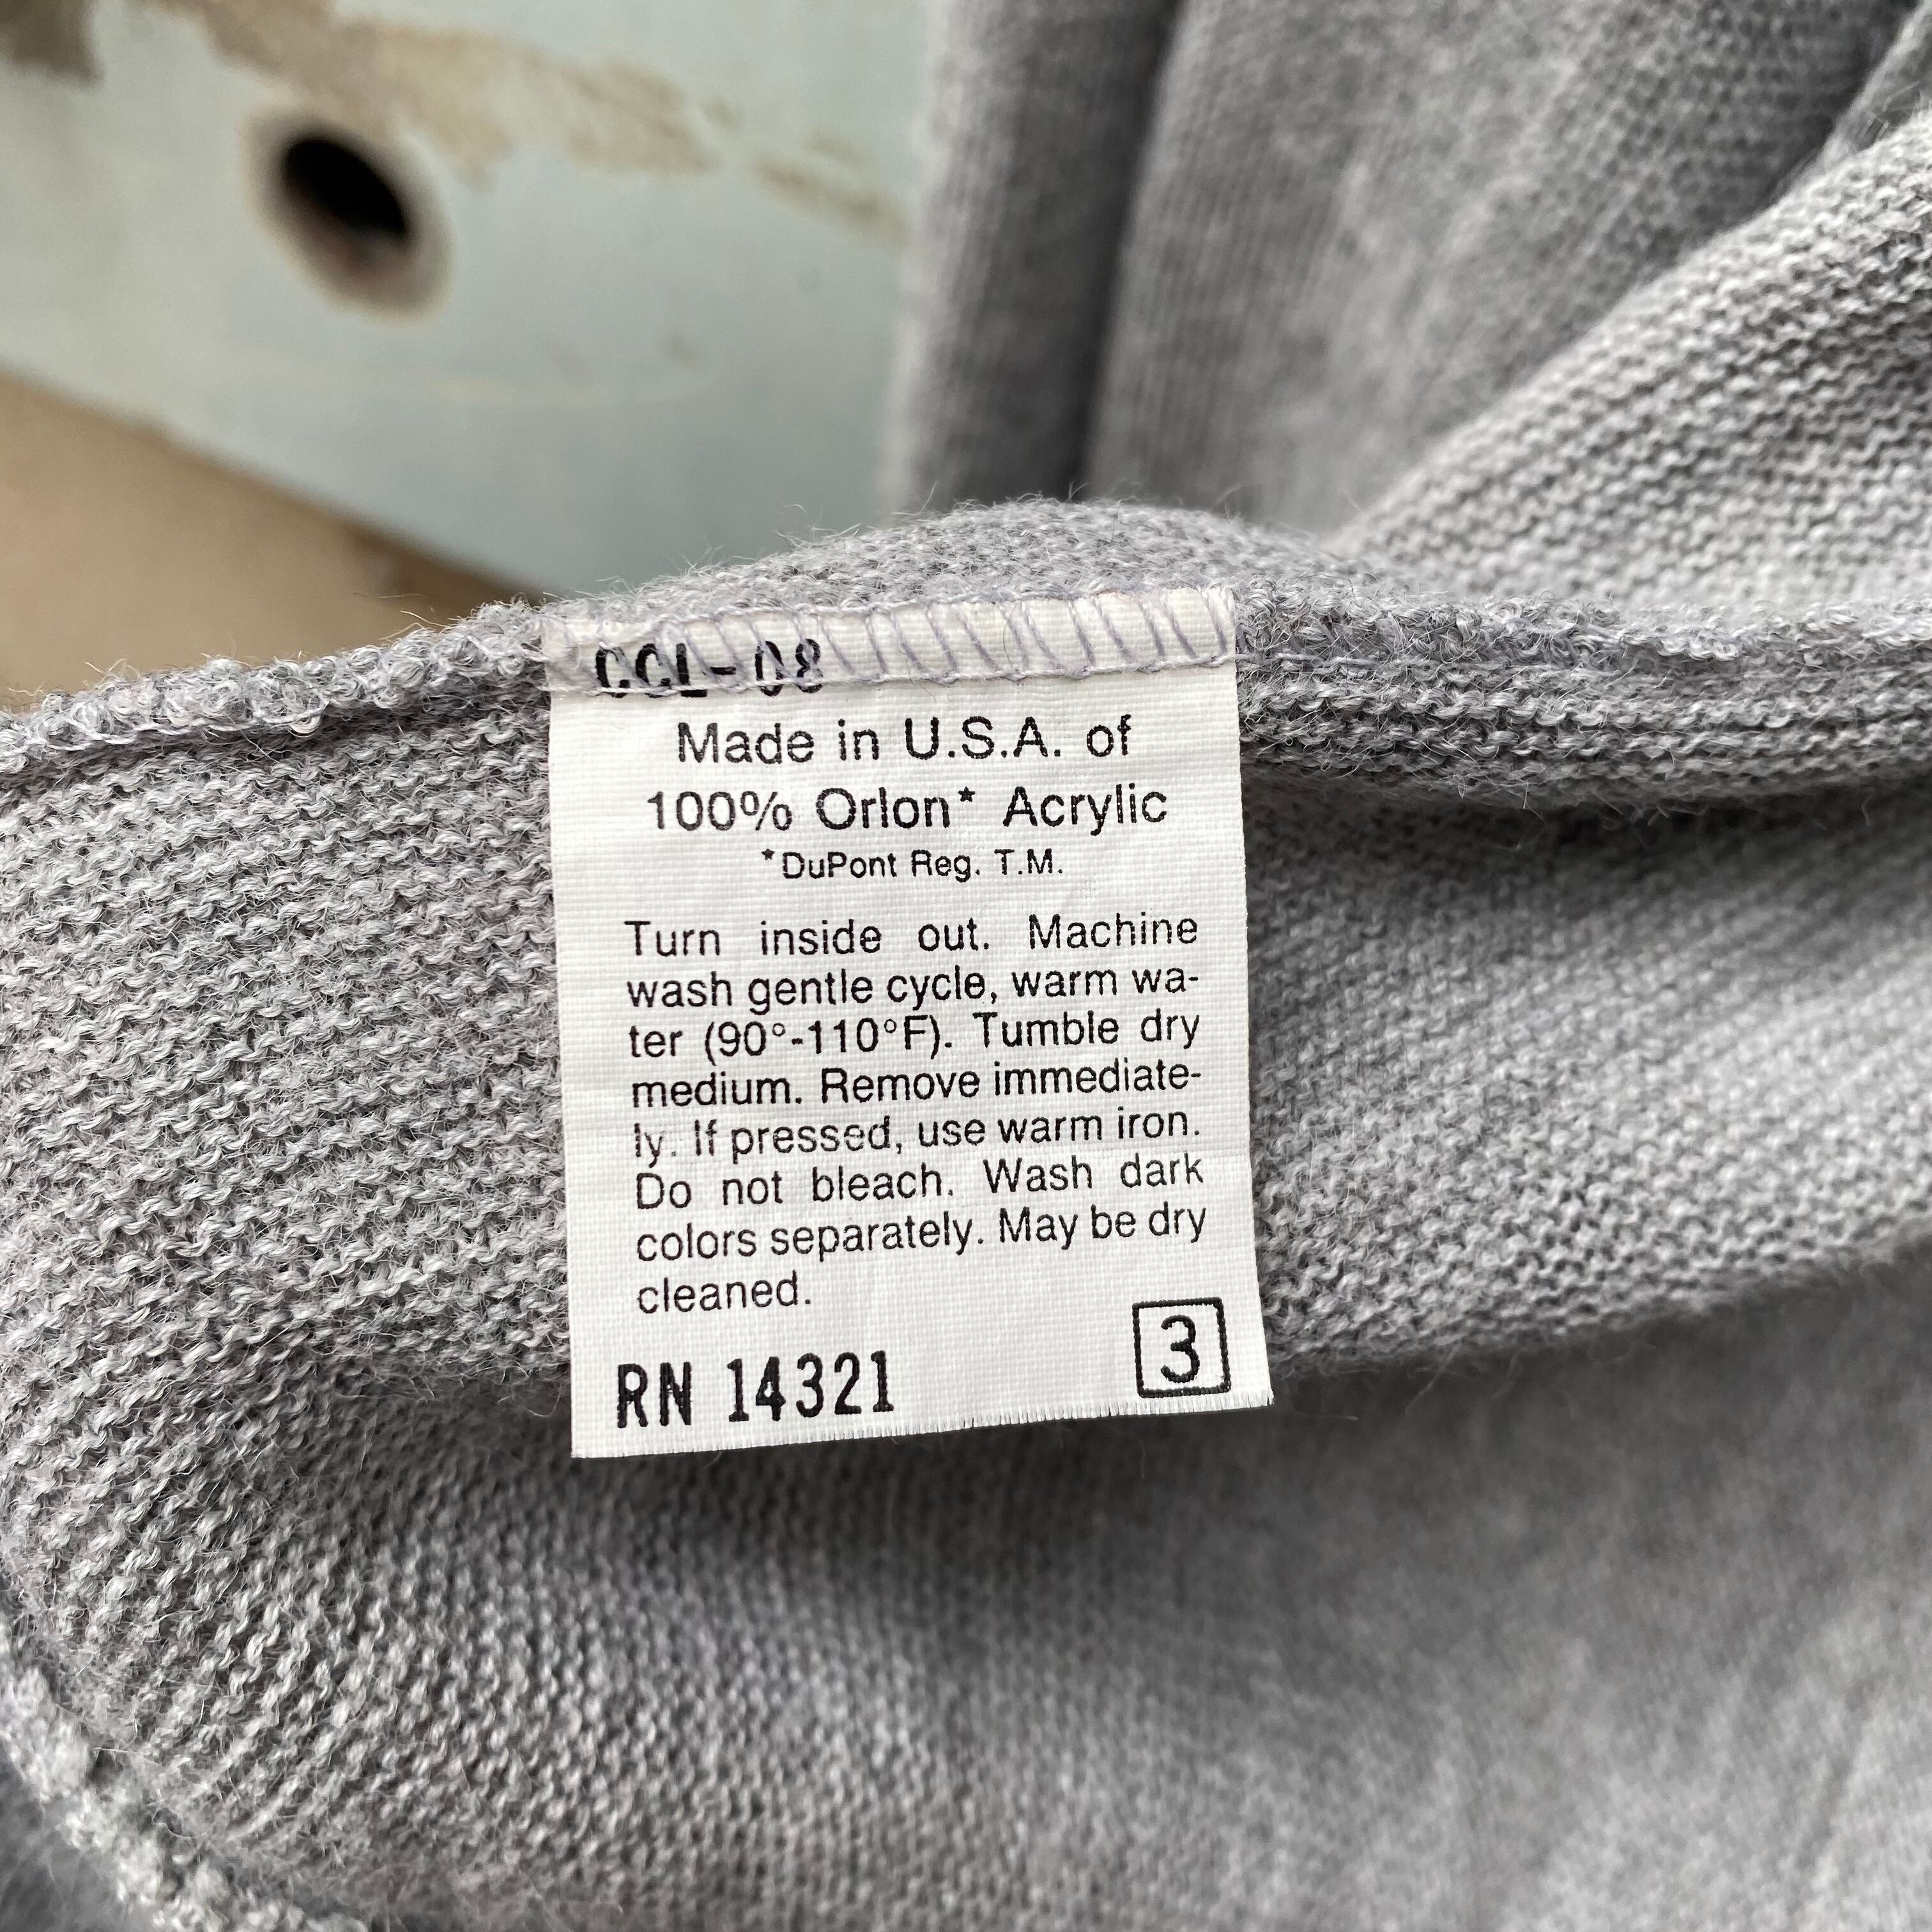 CCL-08
Made in U.S.A. of
100% Orlon* Acrylic
*DuPont Reg. T.M.
Turn inside out. Machine
wash gentle cycle, warm wa-
ter (90°-110°F). Tumble dry
medium. Remove immediate-
ly. If pressed, use warm iron.
Do not bleach. Wash dark
colors separately. May be dry
cleaned.
RN 14321
3